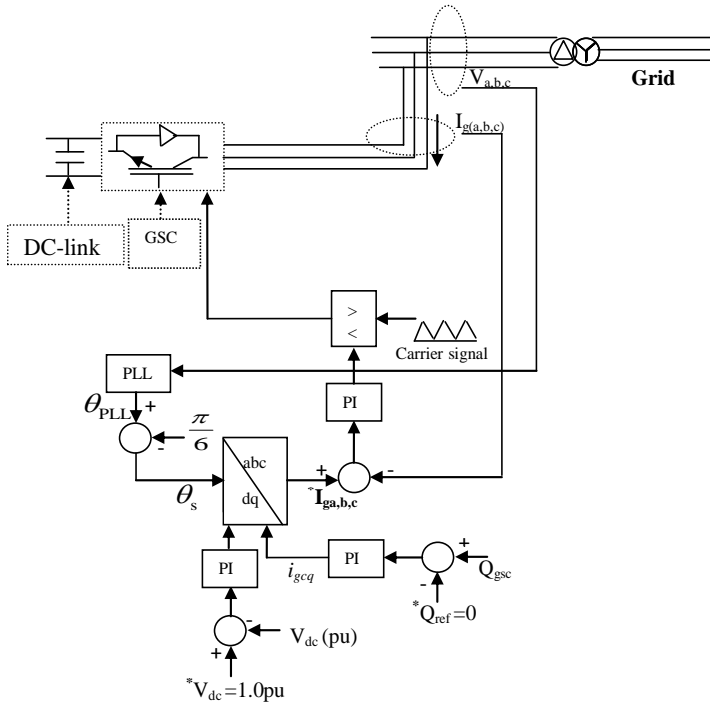 V_a,b,c
Grid
I_g(a,b,c)
DC-link
GSC
>
<
Carrier signal
PLL
PI
θ_PLL
+
-
π/6
abc
dq
+
-
θ_s
*I_ga,b,c
PI
i_gcq
PI
+
-
Q_gsc
*Q_ref=0
-
+
V_dc(pu)
*V_dc=1.0pu